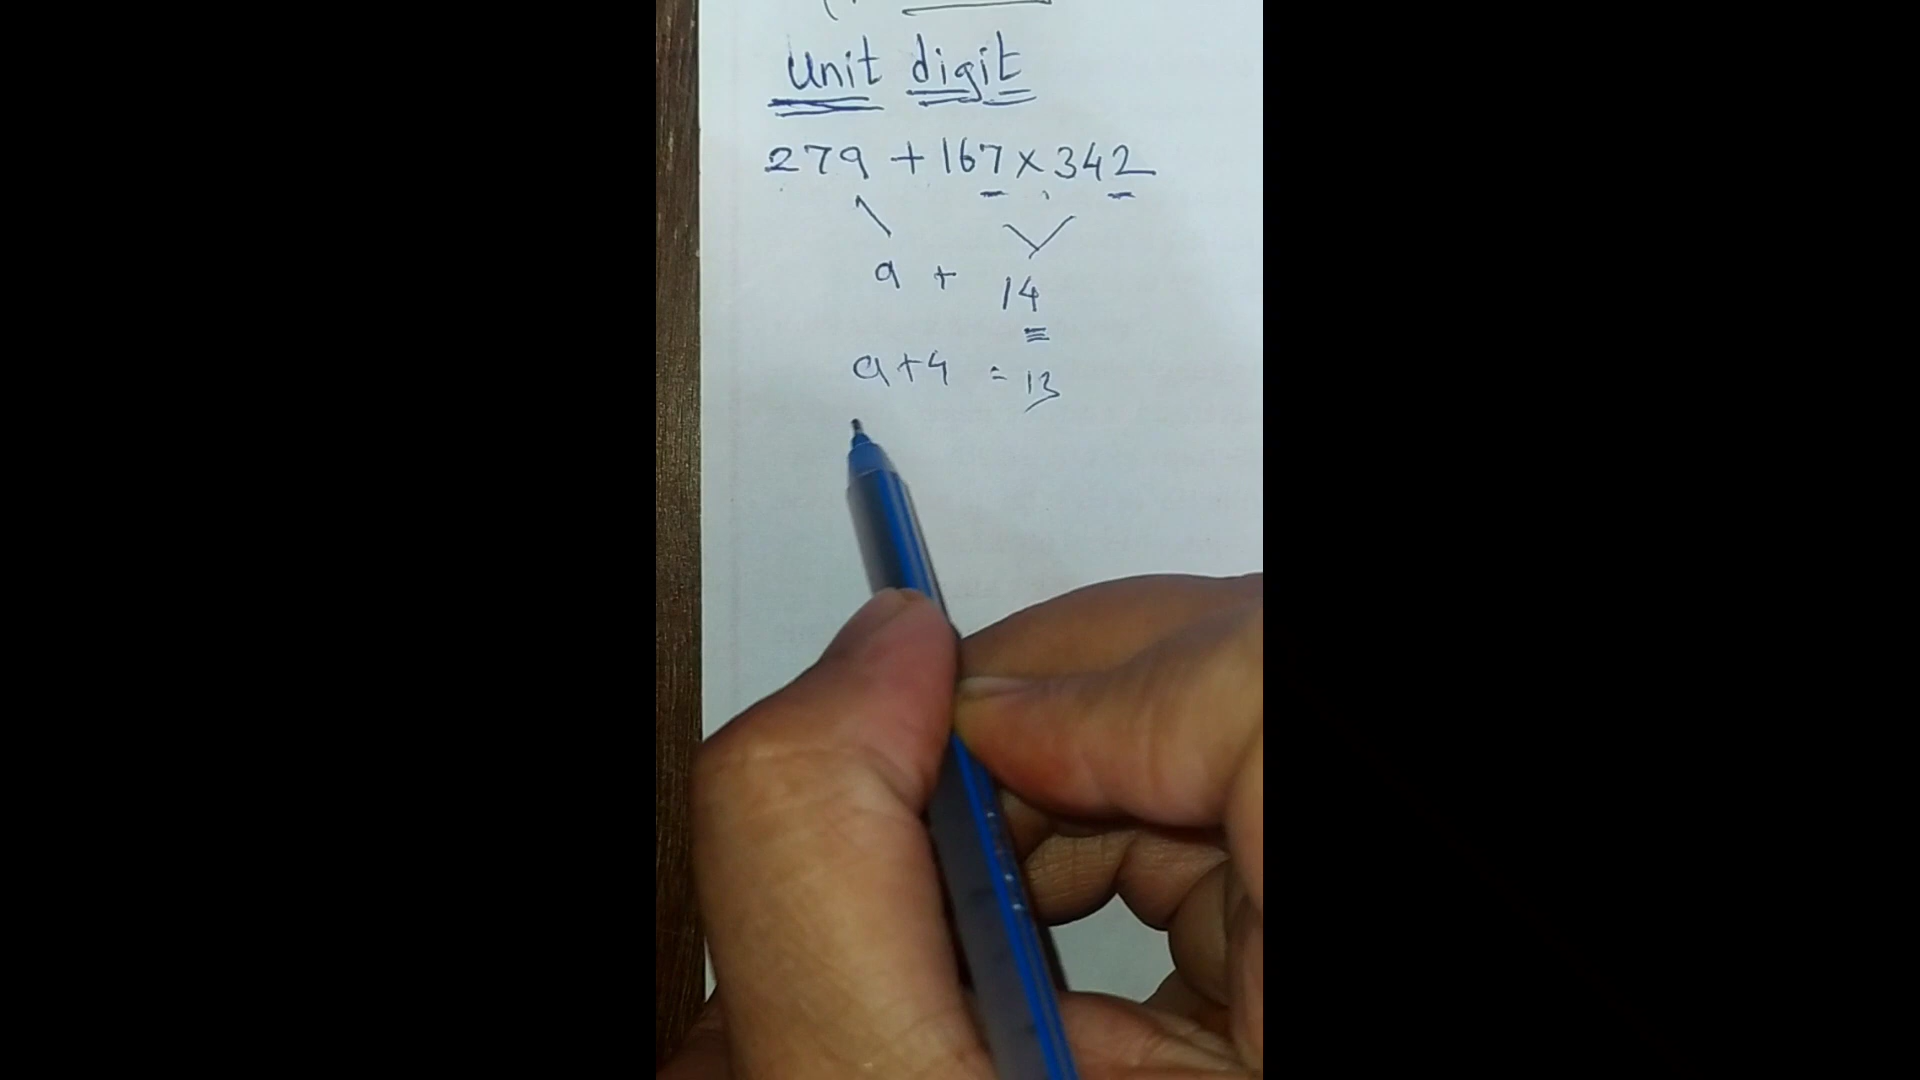 unit digit
279 + 167 × 342
9 + 14
9+4 = 13